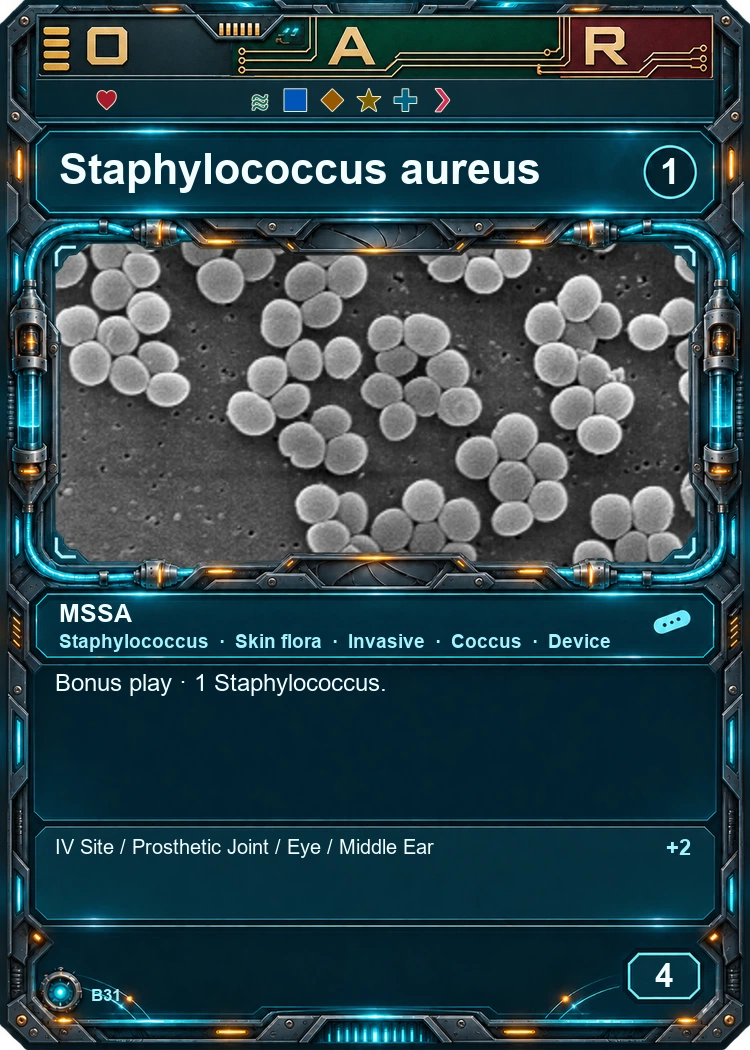 O A R
Staphylococcus aureus 1
MSSA
Staphylococcus · Skin flora · Invasive · Coccus · Device
Bonus play · 1 Staphylococcus.
IV Site / Prosthetic Joint / Eye / Middle Ear +2
4
B31